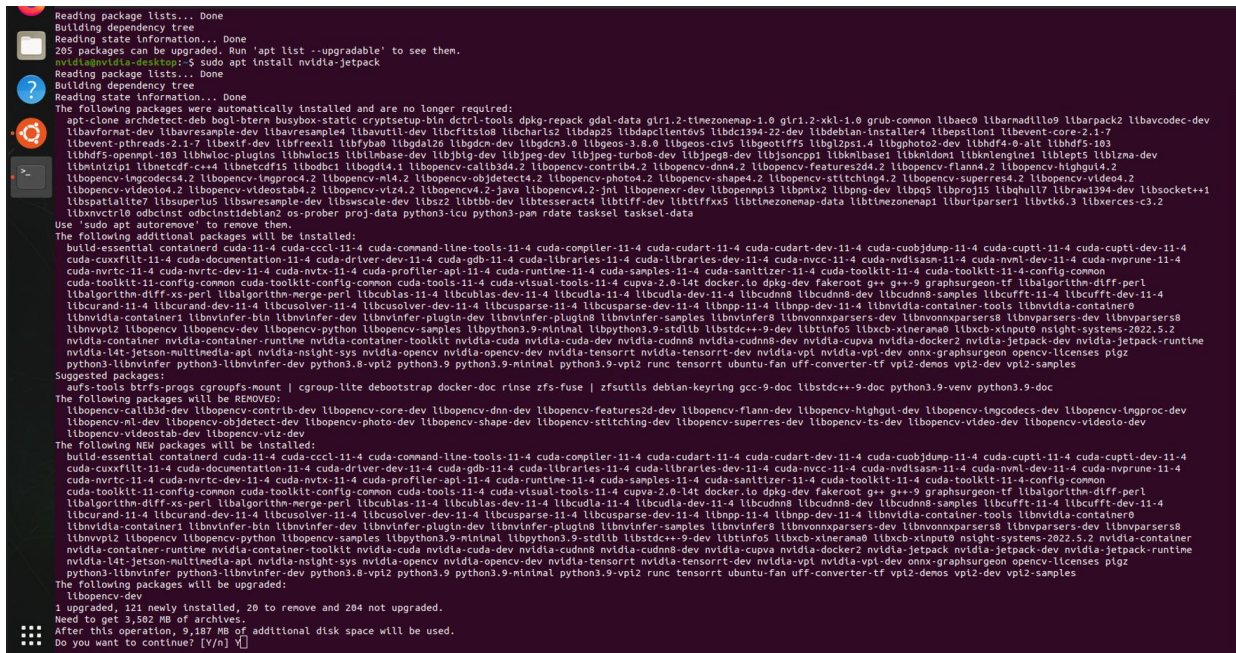 Reading package lists... Done
Building dependency tree
Reading state information... Done
205 packages can be upgraded. Run 'apt list --upgradable' to see them.
nvidia@nvidia-desktop:~$ sudo apt install nvidia-jetpack
Reading package lists... Done
Building dependency tree
Reading state information... Done
The following packages were automatically installed and are no longer required:
apt-clone archdetect-deb bogl-bterm busybox-static cryptsetup-bin dctrl-tools dpkg-repack gdal-data gir1.2-timezonemap-1.0 gir1.2-xkl-1.0 grub-common libaec0 libarmadillo9 libarpack2 libavcodec-dev
libavformat-dev libavresample-dev libavresample4 libavutil-dev libcfitsio8 libcharls2 libdap25 libdapclient6v5 libdc1394-22-dev libdebian-installer4 libepsilon1 libevent-core-2.1-7
libevent-pthreads-2.1-7 libexif-dev libfreexl1 libfyba0 libgdal26 libgdcm-dev libgdcm3.0 libgeos-3.8.0 libgeos-c1v5 libgeotiff5 libgl2ps1.4 libgphoto2-dev libhdf4-0-alt libhdf5-103
libhdf5-openmpi-103 libhwloc-plugins libhwloc15 libilmbase-dev libjbig-dev libjpeg-dev libjpeg-turbo8-dev libjpeg8-dev libjsoncpp1 libkmlbase1 libkmldom1 libkmlengine1 liblept5 liblzma-dev
libminizip1 libnetcdf-c++4 libnetcdf15 libodbc1 libogdi4.1 libopencv-calib3d4.2 libopencv-contrib4.2 libopencv-dnn4.2 libopencv-features2d4.2 libopencv-flann4.2 libopencv-highgui4.2
libopencv-imgcodecs4.2 libopencv-imgproc4.2 libopencv-ml4.2 libopencv-objdetect4.2 libopencv-photo4.2 libopencv-shape4.2 libopencv-stitching4.2 libopencv-superres4.2 libopencv-video4.2
libopencv-videoio4.2 libopencv-videostab4.2 libopencv-viz4.2 libopencv4.2-java libopencv4.2-jni libopenexr-dev libopenmpi3 libpmix2 libpng-dev libpq5 libproj15 libqhull7 libraw1394-dev libsocket++1
libspatialite7 libsuperlu5 libswresample-dev libswscale-dev libsz2 libtbb-dev libtesseract4 libtiff-dev libtiffxx5 libtimezonemap-data libtimezonemap1 liburiparser1 libvtk6.3 libxerces-c3.2
libxnvctrl0 odbcinst odbcinst1debian2 os-prober proj-data python3-icu python3-pam rdate tasksel tasksel-data
Use 'sudo apt autoremove' to remove them.
The following additional packages will be installed:
build-essential containerd cuda-11-4 cuda-cccl-11-4 cuda-command-line-tools-11-4 cuda-compiler-11-4 cuda-cudart-11-4 cuda-cudart-dev-11-4 cuda-cuobjdump-11-4 cuda-cupti-11-4 cuda-cupti-dev-11-4
cuda-cuxxfilt-11-4 cuda-documentation-11-4 cuda-driver-dev-11-4 cuda-gdb-11-4 cuda-libraries-11-4 cuda-libraries-dev-11-4 cuda-nvcc-11-4 cuda-nvdisasm-11-4 cuda-nvml-dev-11-4 cuda-nvprune-11-4
cuda-nvrtc-11-4 cuda-nvrtc-dev-11-4 cuda-nvtx-11-4 cuda-profiler-api-11-4 cuda-runtime-11-4 cuda-samples-11-4 cuda-sanitizer-11-4 cuda-toolkit-11-4 cuda-toolkit-11-4-config-common
cuda-toolkit-11-config-common cuda-toolkit-config-common cuda-tools-11-4 cuda-visual-tools-11-4 cupva-2.0-l4t docker.io dpkg-dev fakeroot g++ g++-9 graphsurgeon-tf libalgorithm-diff-perl
libalgorithm-diff-xs-perl libalgorithm-merge-perl libcublas-11-4 libcublas-dev-11-4 libcudla-11-4 libcudla-dev-11-4 libcudnn8 libcudnn8-dev libcudnn8-samples libcufft-11-4 libcufft-dev-11-4
libcurand-11-4 libcurand-dev-11-4 libcusolver-11-4 libcusolver-dev-11-4 libcusparse-11-4 libcusparse-dev-11-4 libnpp-11-4 libnpp-dev-11-4 libnvidia-container-tools libnvidia-container0
libnvidia-container1 libnvinfer-bin libnvinfer-dev libnvinfer-plugin-dev libnvinfer-plugin8 libnvinfer-samples libnvinfer8 libnvonnxparsers-dev libnvonnxparsers8 libnvparsers-dev libnvparsers8
libnvvpi2 libopencv libopencv-dev libopencv-python libopencv-samples libpython3.9-minimal libpython3.9-stdlib libstdc++-9-dev libtinfo5 libxcb-xinerama0 libxcb-xinput0 nsight-systems-2022.5.2
nvidia-container nvidia-container-runtime nvidia-container-toolkit nvidia-cuda nvidia-cuda-dev nvidia-cudnn8 nvidia-cudnn8-dev nvidia-cupva nvidia-docker2 nvidia-jetpack-dev nvidia-jetpack-runtime
nvidia-l4t-jetson-multimedia-api nvidia-nsight-sys nvidia-opencv nvidia-opencv-dev nvidia-tensorrt nvidia-tensorrt-dev nvidia-vpi nvidia-vpi-dev onnx-graphsurgeon opencv-licenses pigz
python3-libnvinfer python3-libnvinfer-dev python3.8-vpi2 python3.9 python3.9-minimal python3.9-vpi2 runc tensorrt ubuntu-fan uff-converter-tf vpi2-demos vpi2-dev vpi2-samples
Suggested packages:
aufs-tools btrfs-progs cgroupfs-mount | cgroup-lite debootstrap docker-doc rinse zfs-fuse | zfsutils debian-keyring gcc-9-doc libstdc++-9-doc python3.9-venv python3.9-doc
The following packages will be REMOVED:
libopencv-calib3d-dev libopencv-contrib-dev libopencv-core-dev libopencv-dnn-dev libopencv-features2d-dev libopencv-flann-dev libopencv-highgui-dev libopencv-imgcodecs-dev libopencv-imgproc-dev
libopencv-ml-dev libopencv-objdetect-dev libopencv-photo-dev libopencv-shape-dev libopencv-stitching-dev libopencv-superres-dev libopencv-ts-dev libopencv-video-dev libopencv-videoio-dev
libopencv-videostab-dev libopencv-viz-dev
The following NEW packages will be installed:
build-essential containerd cuda-11-4 cuda-cccl-11-4 cuda-command-line-tools-11-4 cuda-compiler-11-4 cuda-cudart-11-4 cuda-cudart-dev-11-4 cuda-cuobjdump-11-4 cuda-cupti-11-4 cuda-cupti-dev-11-4
cuda-cuxxfilt-11-4 cuda-documentation-11-4 cuda-driver-dev-11-4 cuda-gdb-11-4 cuda-libraries-11-4 cuda-libraries-dev-11-4 cuda-nvcc-11-4 cuda-nvdisasm-11-4 cuda-nvml-dev-11-4 cuda-nvprune-11-4
cuda-nvrtc-11-4 cuda-nvrtc-dev-11-4 cuda-nvtx-11-4 cuda-profiler-api-11-4 cuda-runtime-11-4 cuda-samples-11-4 cuda-sanitizer-11-4 cuda-toolkit-11-4 cuda-toolkit-11-4-config-common
cuda-toolkit-11-config-common cuda-toolkit-config-common cuda-tools-11-4 cuda-visual-tools-11-4 cupva-2.0-l4t docker.io dpkg-dev fakeroot g++ g++-9 graphsurgeon-tf libalgorithm-diff-perl
libalgorithm-diff-xs-perl libalgorithm-merge-perl libcublas-11-4 libcublas-dev-11-4 libcudla-11-4 libcudla-dev-11-4 libcudnn8 libcudnn8-dev libcudnn8-samples libcufft-11-4 libcufft-dev-11-4
libcurand-11-4 libcurand-dev-11-4 libcusolver-11-4 libcusolver-dev-11-4 libcusparse-11-4 libcusparse-dev-11-4 libnpp-11-4 libnpp-dev-11-4 libnvidia-container-tools libnvidia-container0
libnvidia-container1 libnvinfer-bin libnvinfer-dev libnvinfer-plugin-dev libnvinfer-plugin8 libnvinfer-samples libnvinfer8 libnvonnxparsers-dev libnvonnxparsers8 libnvparsers-dev libnvparsers8
libnvvpi2 libopencv libopencv-python libopencv-samples libpython3.9-minimal libpython3.9-stdlib libstdc++-9-dev libtinfo5 libxcb-xinerama0 libxcb-xinput0 nsight-systems-2022.5.2 nvidia-container
nvidia-container-runtime nvidia-container-toolkit nvidia-cuda nvidia-cuda-dev nvidia-cudnn8 nvidia-cudnn8-dev nvidia-cupva nvidia-docker2 nvidia-jetpack nvidia-jetpack-dev nvidia-jetpack-runtime
nvidia-l4t-jetson-multimedia-api nvidia-nsight-sys nvidia-opencv nvidia-opencv-dev nvidia-tensorrt nvidia-tensorrt-dev nvidia-vpi nvidia-vpi-dev onnx-graphsurgeon opencv-licenses pigz
python3-libnvinfer python3-libnvinfer-dev python3.8-vpi2 python3.9 python3.9-minimal python3.9-vpi2 runc tensorrt ubuntu-fan uff-converter-tf vpi2-demos vpi2-dev vpi2-samples
The following packages will be upgraded:
libopencv-dev
1 upgraded, 121 newly installed, 20 to remove and 204 not upgraded.
Need to get 3,502 MB of archives.
After this operation, 9,187 MB of additional disk space will be used.
Do you want to continue? [Y/n] Y